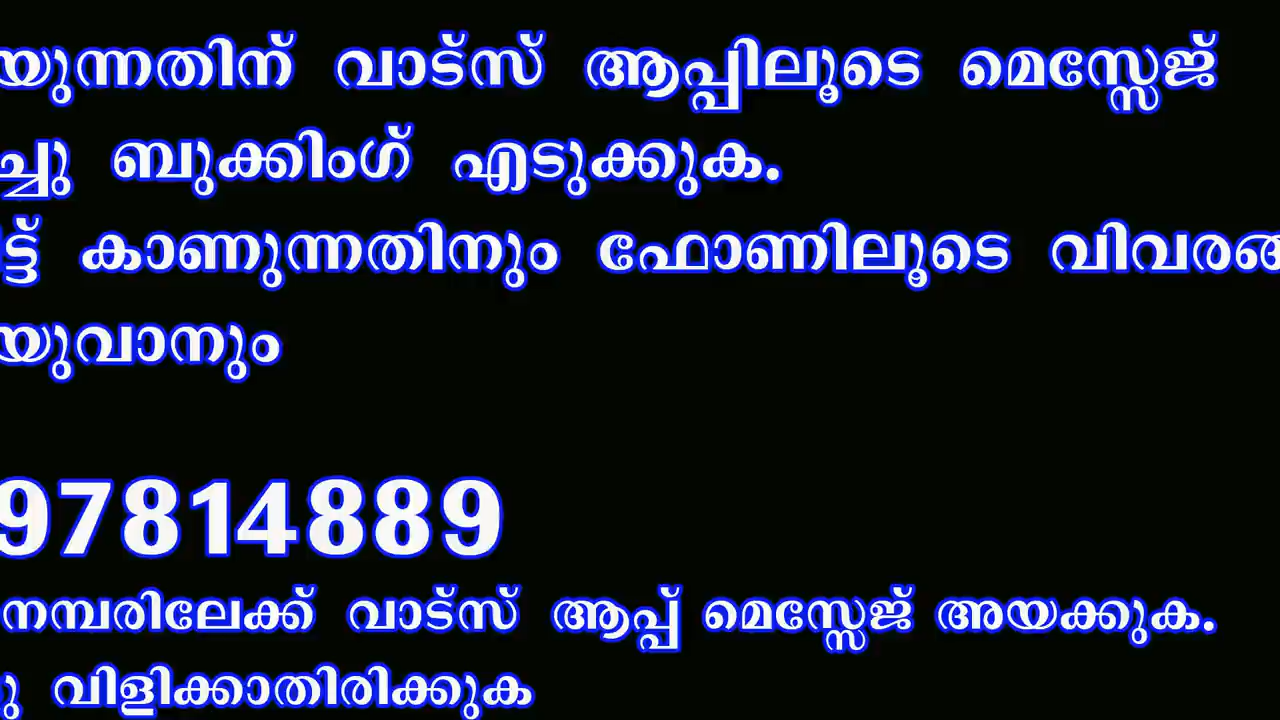 യുന്നതിന് വാട്സ് ആപ്പിലൂടെ മെസ്സേജ്
ച്ചു ബുക്കിംഗ് എടുക്കുക.
ട്ട് കാണുന്നതിനും ഫോണിലൂടെ വിവരങ്ങ
യുവാനും
97814889
നമ്പരിലേക്ക് വാട്സ് ആപ്പ് മെസ്സേജ് അയക്കുക.
വിളിക്കാതിരിക്കുക